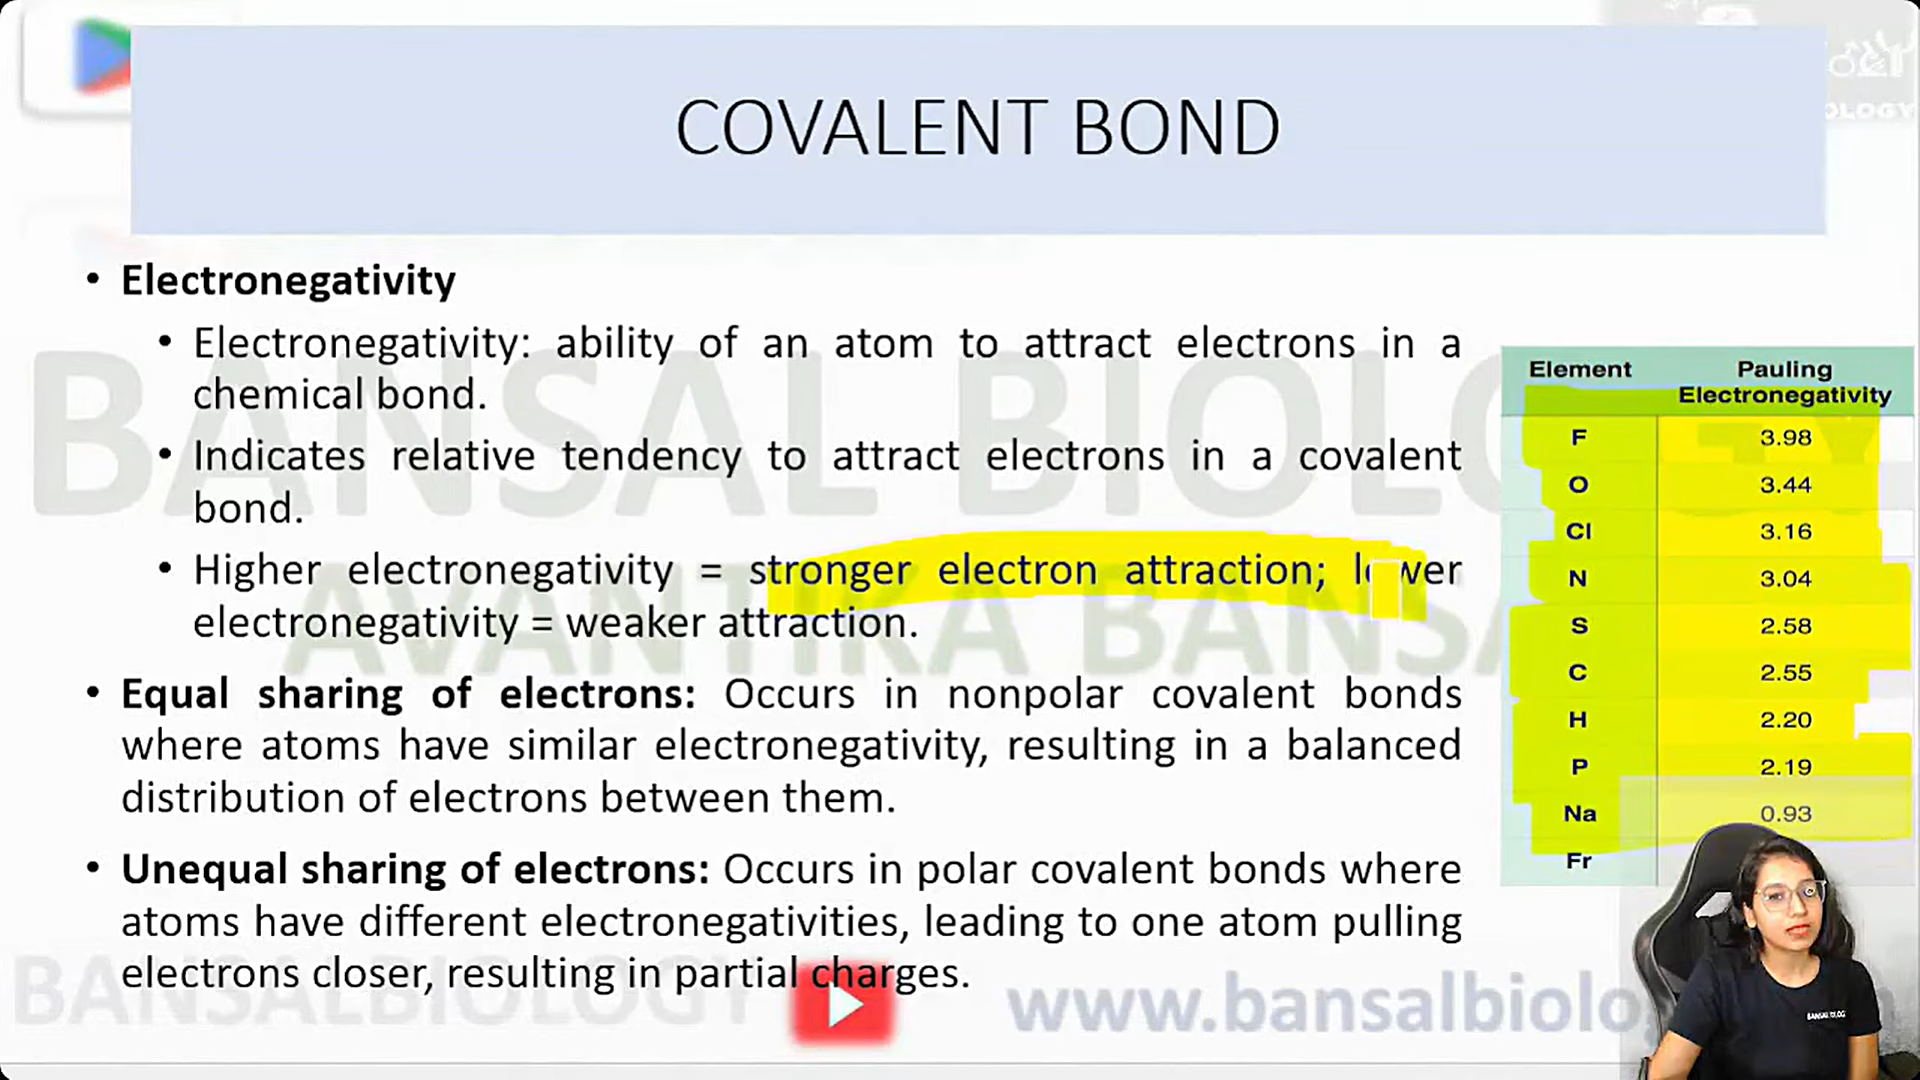 COVALENT BOND
• Electronegativity
• Electronegativity: ability of an atom to attract electrons in a
chemical bond.
• Indicates relative tendency to attract electrons in a covalent
bond.
• Higher electronegativity = stronger electron attraction; lower
electronegativity = weaker attraction.
• Equal sharing of electrons: Occurs in nonpolar covalent bonds
where atoms have similar electronegativity, resulting in a balanced
distribution of electrons between them.
• Unequal sharing of electrons: Occurs in polar covalent bonds where
atoms have different electronegativities, leading to one atom pulling
electrons closer, resulting in partial charges.
Element Pauling
Electronegativity
F 3.98
O 3.44
Cl 3.16
N 3.04
S 2.58
C 2.55
H 2.20
P 2.19
Na 0.93
Fr
OLOGY
BANSAL BIOLOGY
AVANTIKA BANSA
BANSALBIOLOGY
www.bansalbiolo